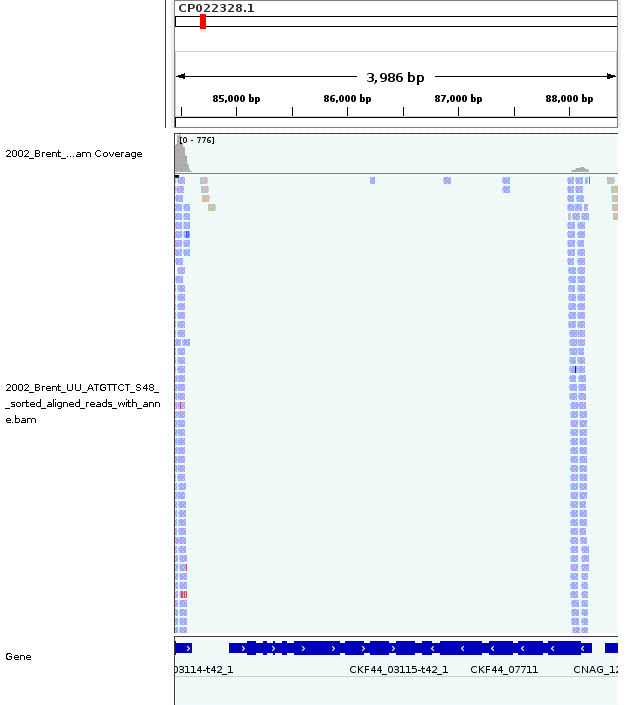 CP022328.1
3,986 bp
85,000 bp 86,000 bp 87,000 bp 88,000 bp
2002_Brent_...am Coverage
[0 - 776]
2002_Brent_UU_ATGTTCT_S48_
_sorted_aligned_reads_with_ann
e.bam
Gene
03114-t42_1 CKF44_03115-t42_1 CKF44_07711 CNAG_12